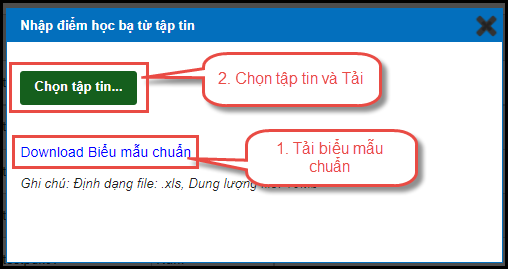 Nhập điểm học bạ từ tập tin
Chọn tập tin...
2. Chọn tập tin và Tải
Download Biểu mẫu chuẩn
1. Tải biểu mẫu
chuẩn
Ghi chú: Định dạng file: .xls, Dung lượng